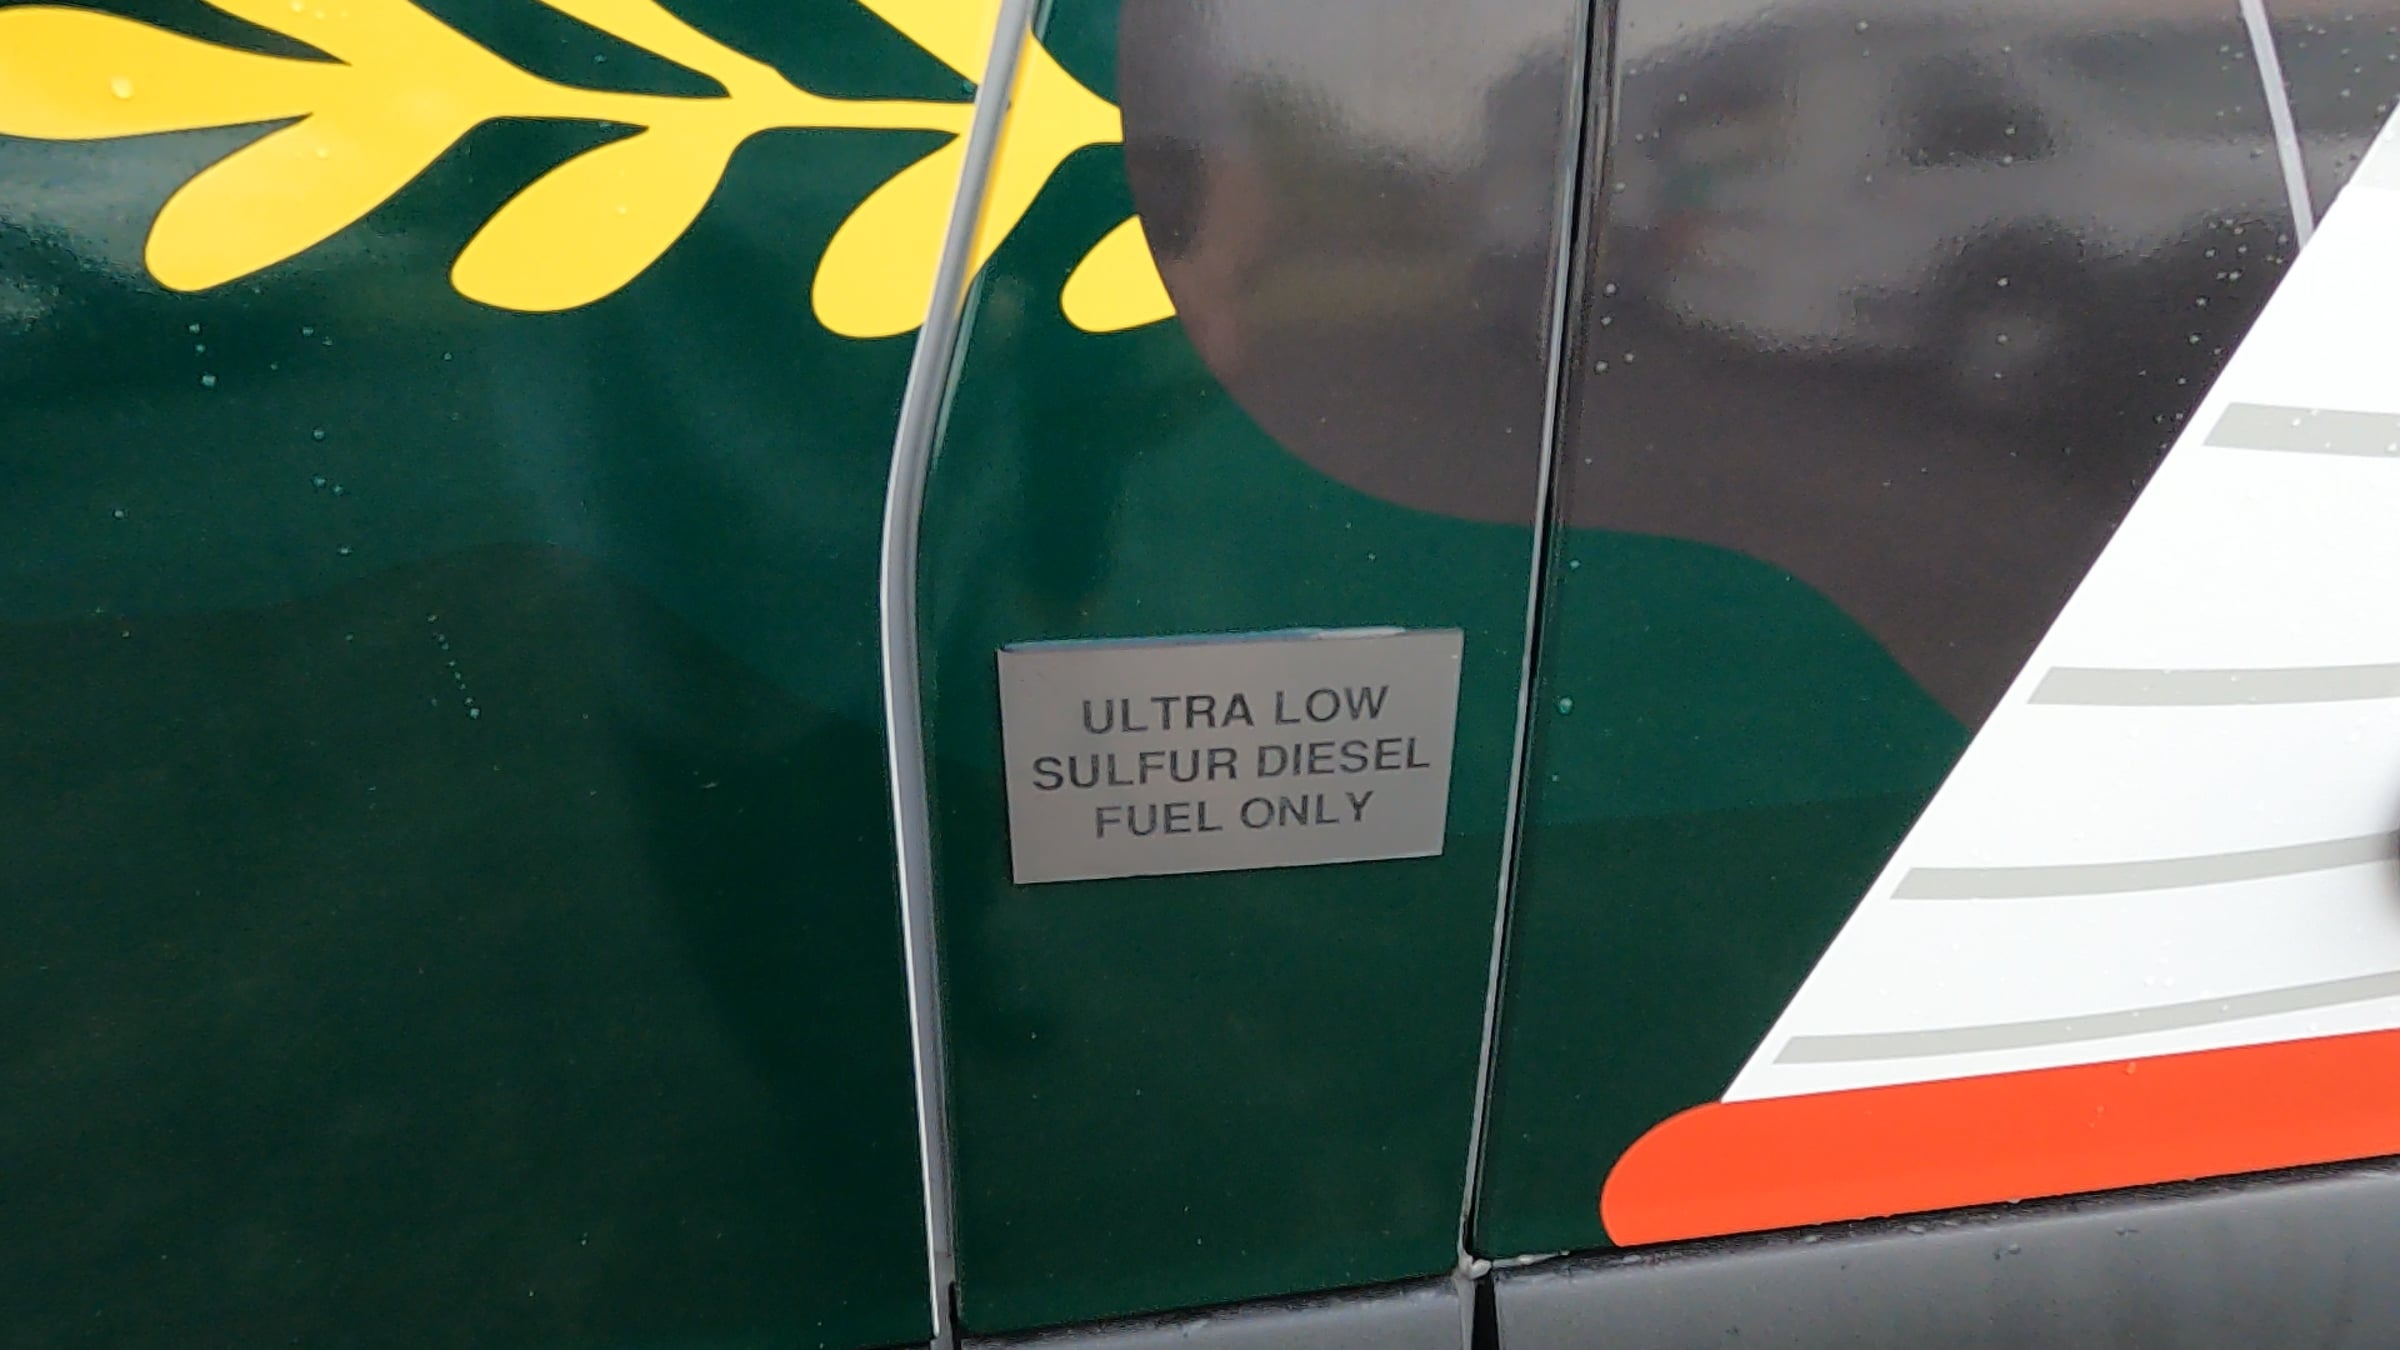 ULTRA LOW
SULFUR DIESEL
FUEL ONLY